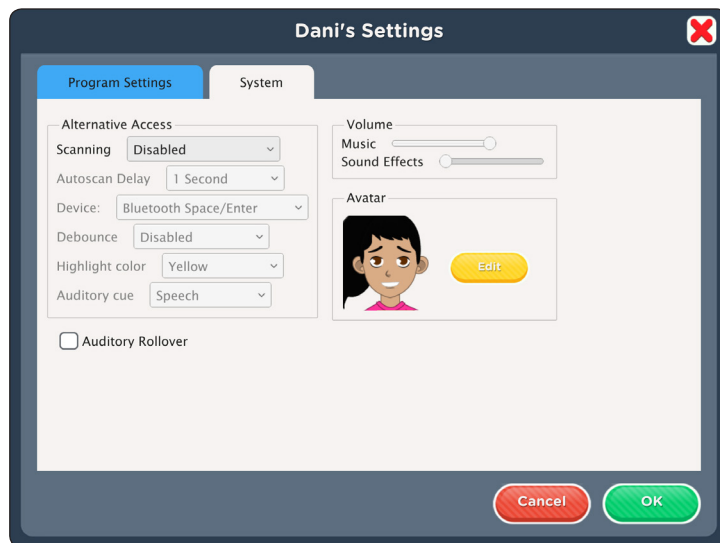 Dani's Settings
Program Settings
System
Alternative Access
Scanning Disabled
Autoscan Delay 1 Second
Device: Bluetooth Space/Enter
Debounce Disabled
Highlight color Yellow
Auditory cue Speech
Auditory Rollover
Volume
Music
Sound Effects
Avatar
Edit
Cancel
OK